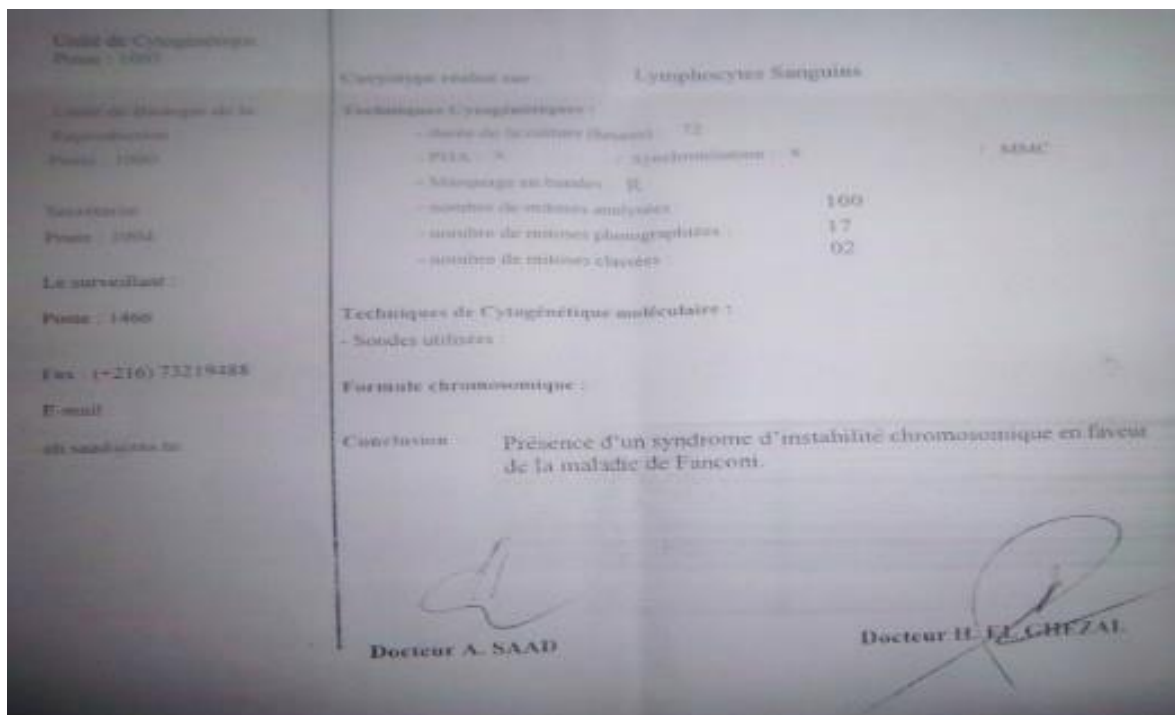 Unité de Cytogénétique
Poste : 1003
Caryotype réalisé sur : Lymphocytes Sanguins
Unité de Biologie de la
Reproduction
Poste : 1000
Techniques Cytogénétiques :
- durée de la culture (heures) : 72
- PHA : X - Synchronisation : X : MMC
- Marquage en bandes R
- nombre de mitoses analysées 100
- nombre de mitoses photographiées : 17
- nombre de mitoses classées 02
Secrétariat
Poste : 1004
Le surveillant :
Poste : 1466
Techniques de Cytogénétique moléculaire :
- Sondes utilisées :
Fax : (+216) 73219488
Formule chromosomique :
E-mail
Conclusion Présence d'un syndrome d'instabilité chromosomique en faveur
de la maladie de Fanconi.
Docteur A. SAAD
Docteur H. EL GHEZAL